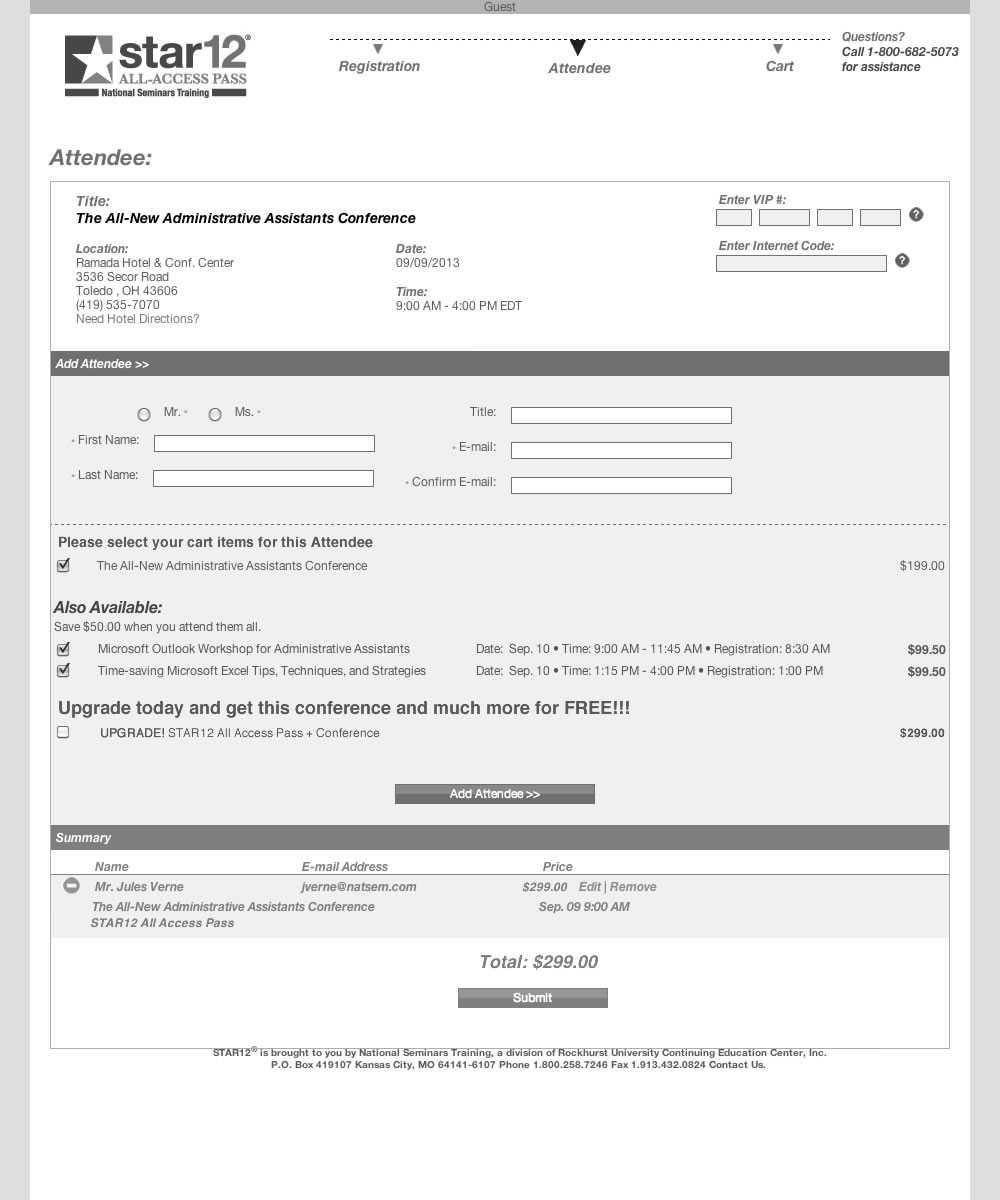 Guest
star12®
ALL-ACCESS PASS
National Seminars Training
Registration
Attendee
Cart
Questions?
Call 1-800-682-5073
for assistance
Attendee:
Title:
The All-New Administrative Assistants Conference
Location:
Ramada Hotel & Conf. Center
3536 Secor Road
Toledo , OH 43606
(419) 535-7070
Need Hotel Directions?
Date:
09/09/2013
Time:
9:00 AM - 4:00 PM EDT
Enter VIP #:
?
Enter Internet Code:
?
Add Attendee >>
Mr. * Ms. *
* First Name:
* Last Name:
Title:
* E-mail:
* Confirm E-mail:
Please select your cart items for this Attendee
The All-New Administrative Assistants Conference $199.00
Also Available:
Save $50.00 when you attend them all.
Microsoft Outlook Workshop for Administrative Assistants Date: Sep. 10 • Time: 9:00 AM - 11:45 AM • Registration: 8:30 AM $99.50
Time-saving Microsoft Excel Tips, Techniques, and Strategies Date: Sep. 10 • Time: 1:15 PM - 4:00 PM • Registration: 1:00 PM $99.50
Upgrade today and get this conference and much more for FREE!!!
UPGRADE! STAR12 All Access Pass + Conference $299.00
Add Attendee >>
Summary
Name E-mail Address Price
Mr. Jules Verne jverne@natsem.com $299.00 Edit | Remove
The All-New Administrative Assistants Conference Sep. 09 9:00 AM
STAR12 All Access Pass
Total: $299.00
Submit
STAR12® is brought to you by National Seminars Training, a division of Rockhurst University Continuing Education Center, Inc.
P.O. Box 419107 Kansas City, MO 64141-6107 Phone 1.800.258.7246 Fax 1.913.432.0824 Contact Us.